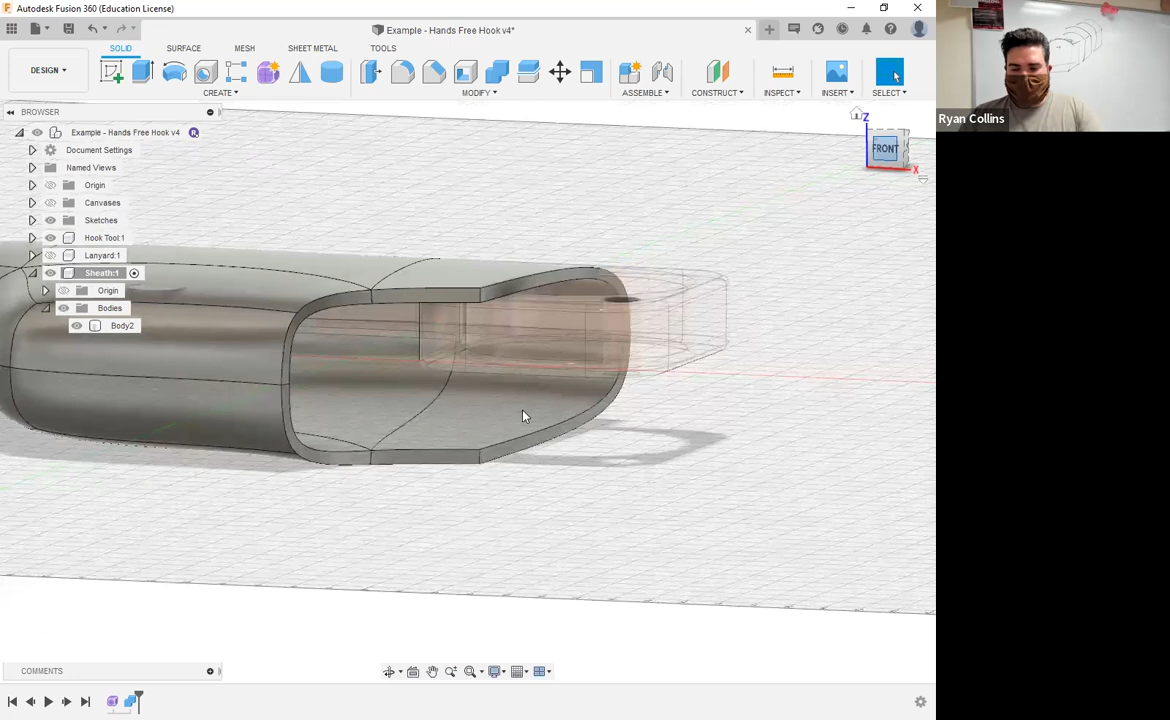 Autodesk Fusion 360 (Education License)
Example - Hands Free Hook v4*
SOLID SURFACE MESH SHEET METAL TOOLS
DESIGN
CREATE MODIFY ASSEMBLE CONSTRUCT INSPECT INSERT SELECT
BROWSER
Example - Hands Free Hook v4 R
Document Settings
Named Views
Origin
Canvases
Sketches
Hook Tool:1
Lanyard:1
Sheath:1
Origin
Bodies
Body2
Z
FRONT
X
COMMENTS
Ryan Collins